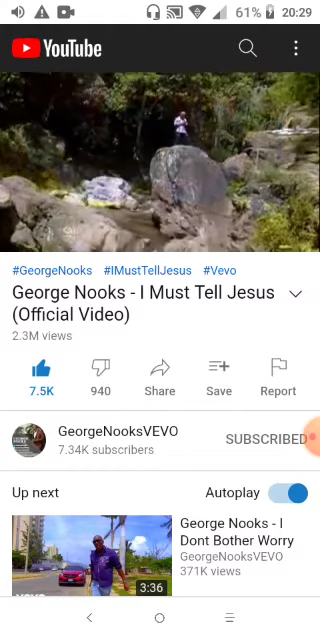 61% 20:29
YouTube
#GeorgeNooks #IMustTellJesus #Vevo
George Nooks - I Must Tell Jesus
(Official Video)
2.3M views
7.5K 940 Share Save Report
GeorgeNooksVEVO
7.34K subscribers
SUBSCRIBED
Up next Autoplay
George Nooks - I
Dont Bother Worry
GeorgeNooksVEVO
371K views
3:36
vevo